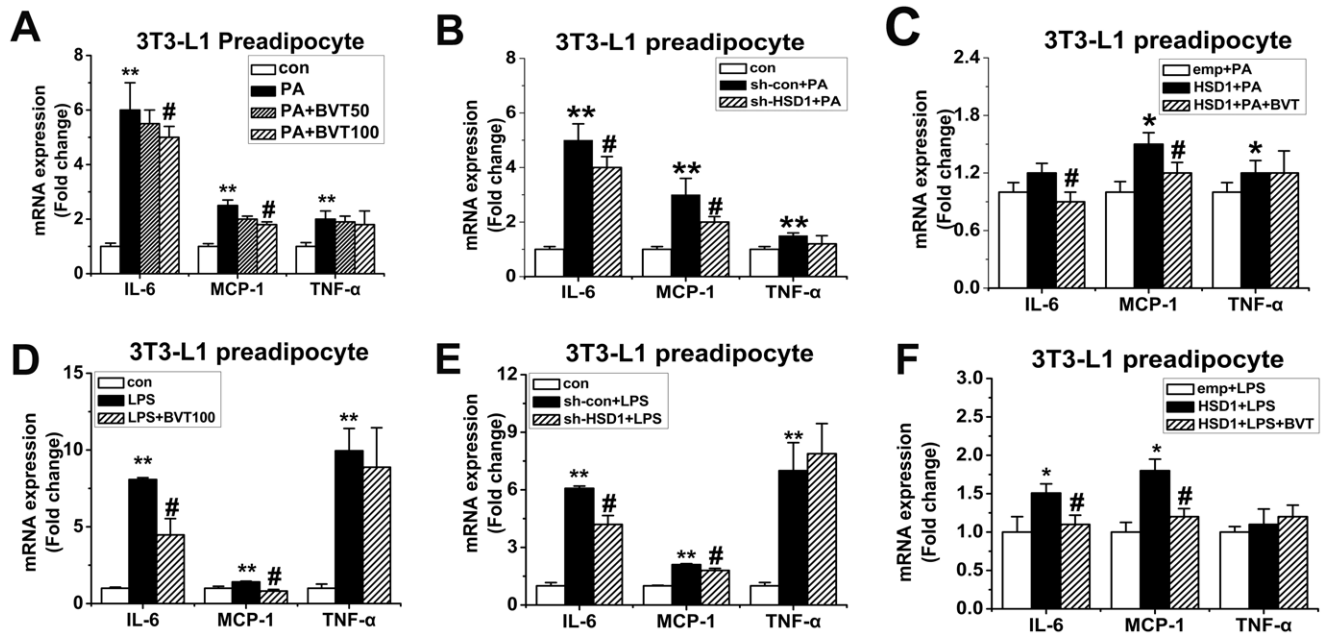 A
3T3-L1 Preadipocyte
mRNA expression
(Fold change)
8
6
4
2
0
con
PA
PA+BVT50
PA+BVT100
**
#
**
#
**
IL-6 MCP-1 TNF-α
B
3T3-L1 preadipocyte
mRNA expression
(Fold change)
8
6
4
2
0
con
sh-con+PA
sh-HSD1+PA
**
#
**
#
**
IL-6 MCP-1 TNF-α
C
3T3-L1 preadipocyte
mRNA expression
(Fold change)
2.4
1.8
1.2
0.6
0.0
emp+PA
HSD1+PA
HSD1+PA+BVT
#
*
#
*
IL-6 MCP-1 TNF-α
D
3T3-L1 preadipocyte
mRNA expression
(Fold change)
15
10
5
0
con
LPS
LPS+BVT100
**
#
**
#
**
IL-6 MCP-1 TNF-α
E
3T3-L1 preadipocyte
mRNA expression
(Fold change)
12
9
6
3
0
con
sh-con+LPS
sh-HSD1+LPS
**
#
**
#
**
IL-6 MCP-1 TNF-α
F
3T3-L1 preadipocyte
mRNA expression
(Fold change)
3.0
2.5
2.0
1.5
1.0
0.5
0.0
emp+LPS
HSD1+LPS
HSD1+LPS+BVT
*
#
*
#
IL-6 MCP-1 TNF-α